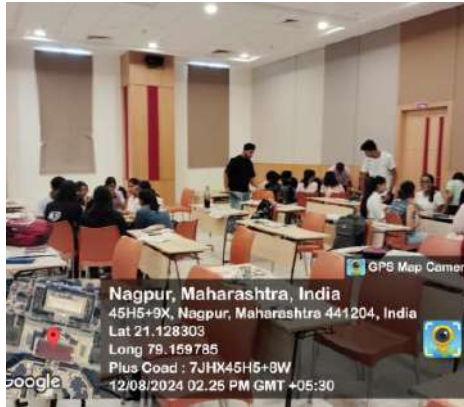 GPS Map Camera
Nagpur, Maharashtra, India
45H5+9X, Nagpur, Maharashtra 441204, India
Lat 21.128303
Long 79.159785
Plus Coad : 7JHX45H5+8W
12/08/2024 02.25 PM GMT +05:30
Google